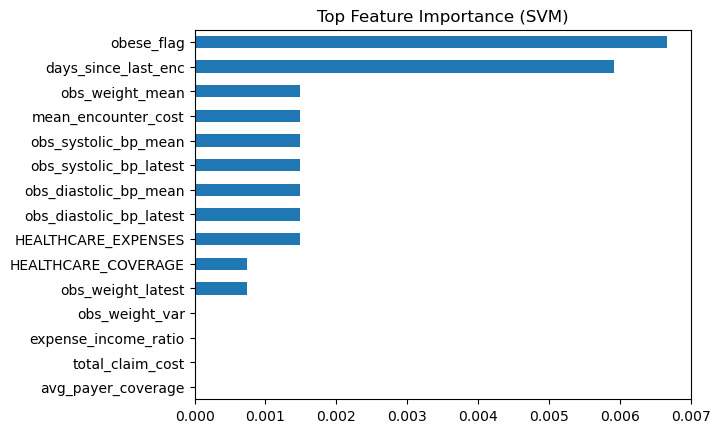 Top Feature Importance (SVM)
obese_flag
days_since_last_enc
obs_weight_mean
mean_encounter_cost
obs_systolic_bp_mean
obs_systolic_bp_latest
obs_diastolic_bp_mean
obs_diastolic_bp_latest
HEALTHCARE_EXPENSES
HEALTHCARE_COVERAGE
obs_weight_latest
obs_weight_var
expense_income_ratio
total_claim_cost
avg_payer_coverage
0.000 0.001 0.002 0.003 0.004 0.005 0.006 0.007